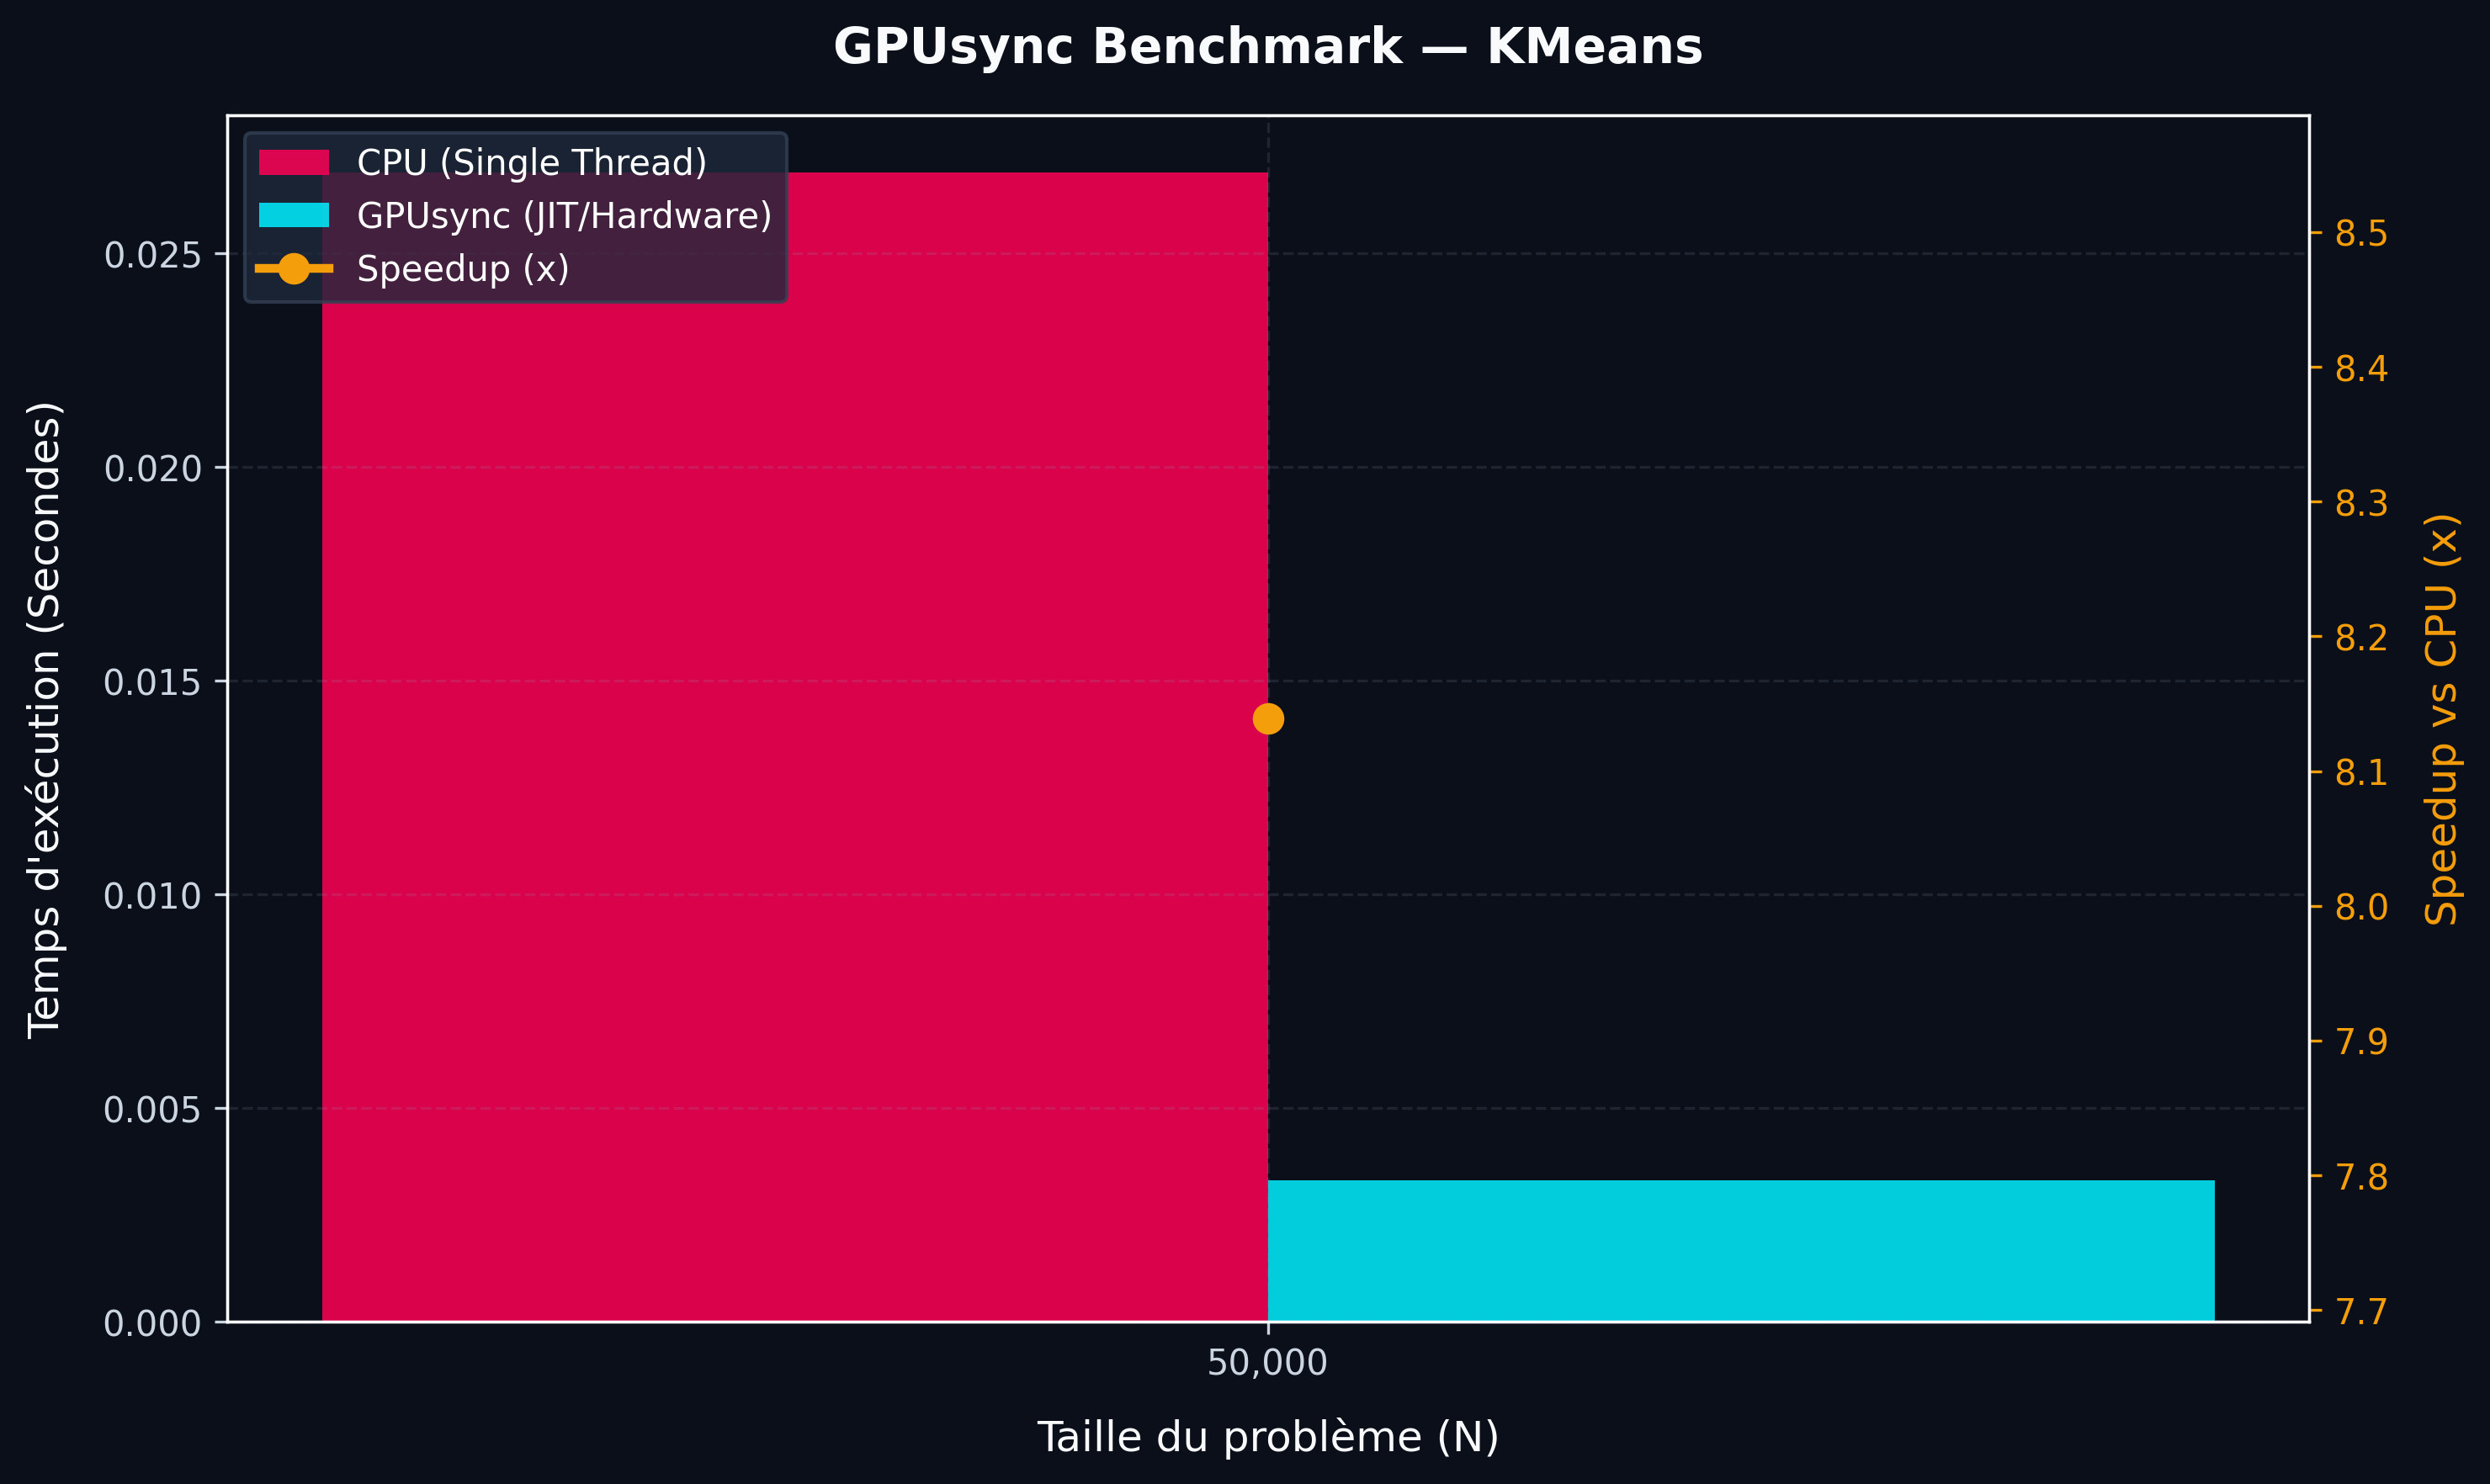 GPUsync Benchmark — KMeans
CPU (Single Thread)
GPUsync (JIT/Hardware)
Speedup (x)
Temps d'exécution (Secondes)
0.025
0.020
0.015
0.010
0.005
0.000
8.5
8.4
8.3
8.2
8.1
8.0
7.9
7.8
7.7
Speedup vs CPU (x)
50,000
Taille du problème (N)